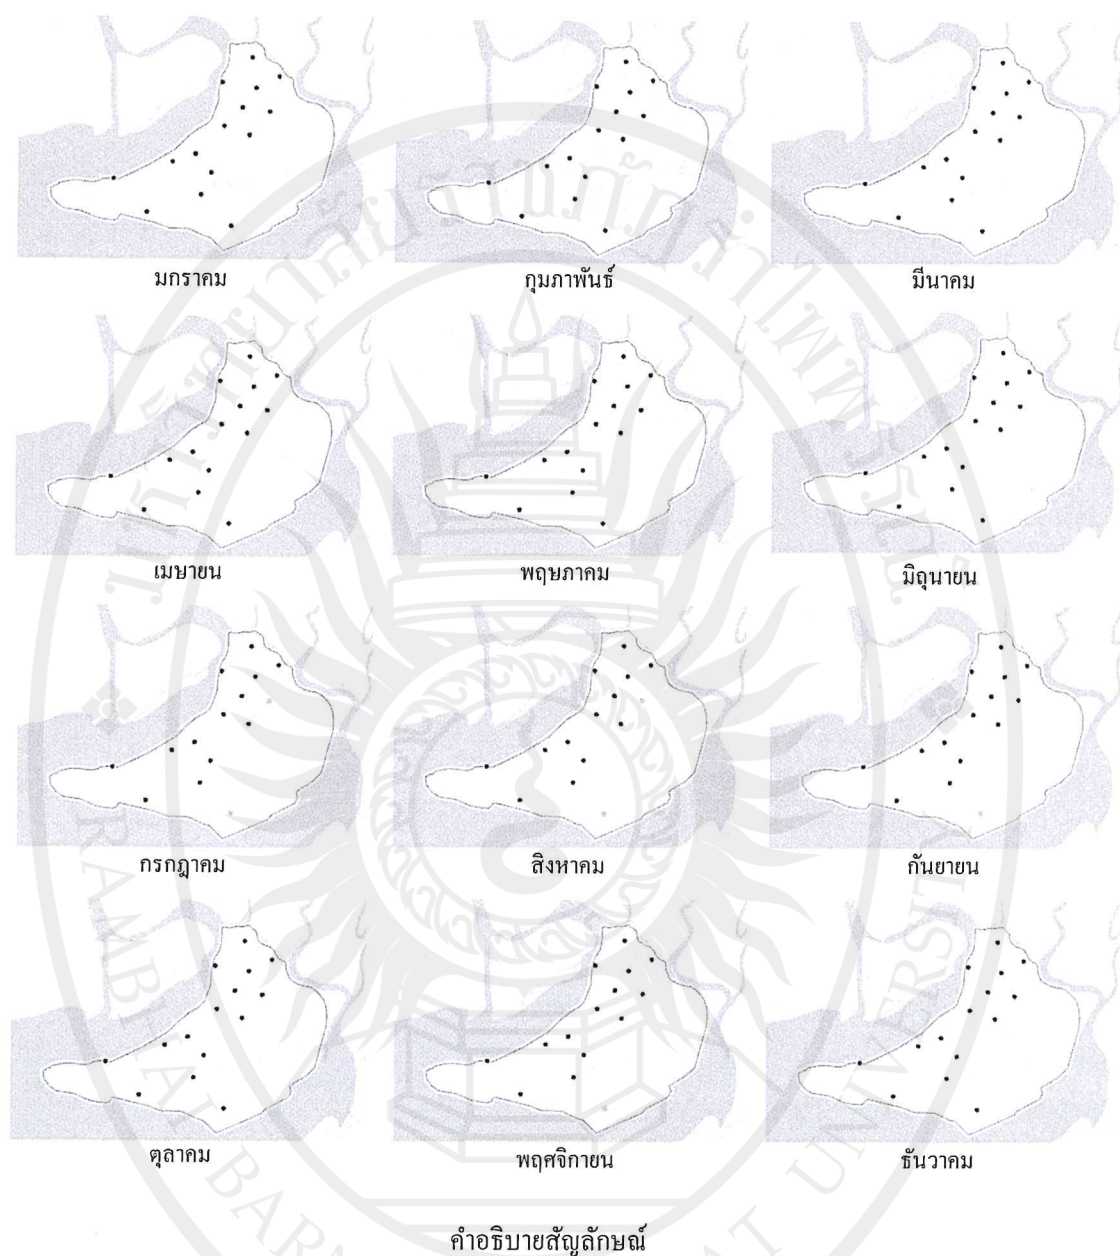 มกราคม กุมภาพันธ์ มีนาคม
เมษายน พฤษภาคม มิถุนายน
กรกฎาคม สิงหาคม กันยายน
ตุลาคม พฤศจิกายน ธันวาคม
คำอธิบายสัญลักษณ์